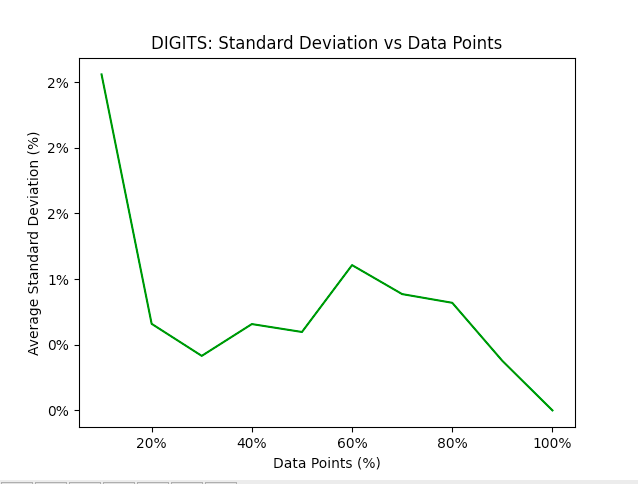 DIGITS: Standard Deviation vs Data Points
2%
2%
2%
1%
0%
0%
Average Standard Deviation (%)
20% 40% 60% 80% 100%
Data Points (%)